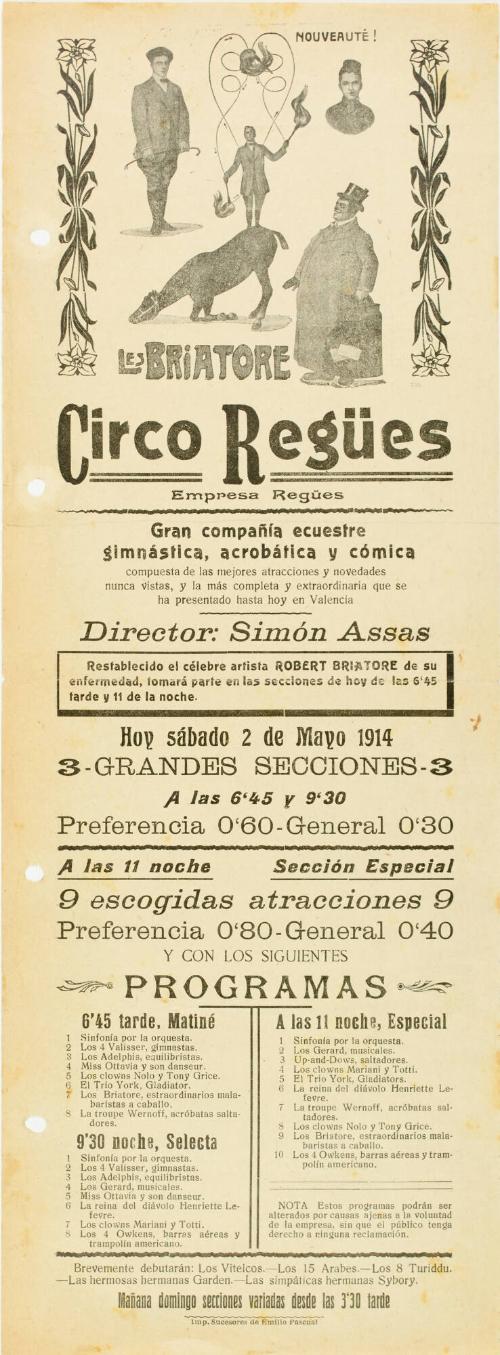 NOUVEAUTÉ!
LES BRIATORE
Circo Regües
Empresa Regües
Gran compañía ecuestre
gimnástica, acrobática y cómica
compuesta de las mejores atracciones y novedades
nunca vistas, y la más completa y extraordinaria que se
ha presentado hasta hoy en Valencia
Director: Simón Assas
Restablecido el célebre artista ROBERT BRIATORE de su
enfermedad, tomará parte en las secciones de hoy de las 6'45
tarde y 11 de la noche.
Hoy sábado 2 de Mayo 1914
3-GRANDES SECCIONES-3
A las 6'45 y 9'30
Preferencia 0'60-General 0'30
A las 11 noche Sección Especial
9 escogidas atracciones 9
Preferencia 0'80-General 0'40
Y CON LOS SIGUIENTES
PROGRAMAS
6'45 tarde, Matiné
1 Sinfonía por la orquesta.
2 Los 4 Valisser, gimnastas.
3 Los Adelphis, equilibristas.
4 Miss Ottavia y son danseur.
5 Los clowns Nolo y Tony Grice.
6 El Trio York, Gladiator.
7 Los Briatore, estraordinarios mala-
baristas a caballo.
8 La troupe Wernoff, acróbatas salta-
dores.
9'30 noche, Selecta
1 Sinfonía por la orquesta.
2 Los 4 Valisser, gimnastas.
3 Los Adelphis, equilibristas.
4 Los Gerard, musicales.
5 Miss Ottavia y son danseur.
6 La reina del diávolo Henriette Le-
fevre.
7 Los clowns Mariani y Totti.
8 Los 4 Owkens, barras aéreas y
trampolín americano.
A las 11 noche, Especial
1 Sinfonía por la orquesta.
2 Los Gerard, musicales.
3 Up-and-Dows, saltadores.
4 Los clowns Mariani y Totti.
5 El Trio York, Gladiators.
6 La reina del diávolo Henriette Le-
fevre.
7 La troupe Wernoff, acróbatas sal-
tadores.
8 Los clowns Nolo y Tony Grice.
9 Los Briatore, estraordinarios mala-
baristas a caballo.
10 Los 4 Owkens, barras aéreas y tram-
polín americano.
NOTA Estos programas podrán ser
alterados por causas ajenas a la voluntad
de la empresa, sin que el público tenga
derecho a ninguna reclamación.
Brevemente debutarán: Los Vitelcos.—Los 15 Arabes.—Los 8 Turiddu.
—Las hermosas hermanas Garden.—Las simpáticas hermanas Sybory.
Mañana domingo secciones variadas desde las 3'30 tarde
Imp. Sucesores de Emilio Pascual